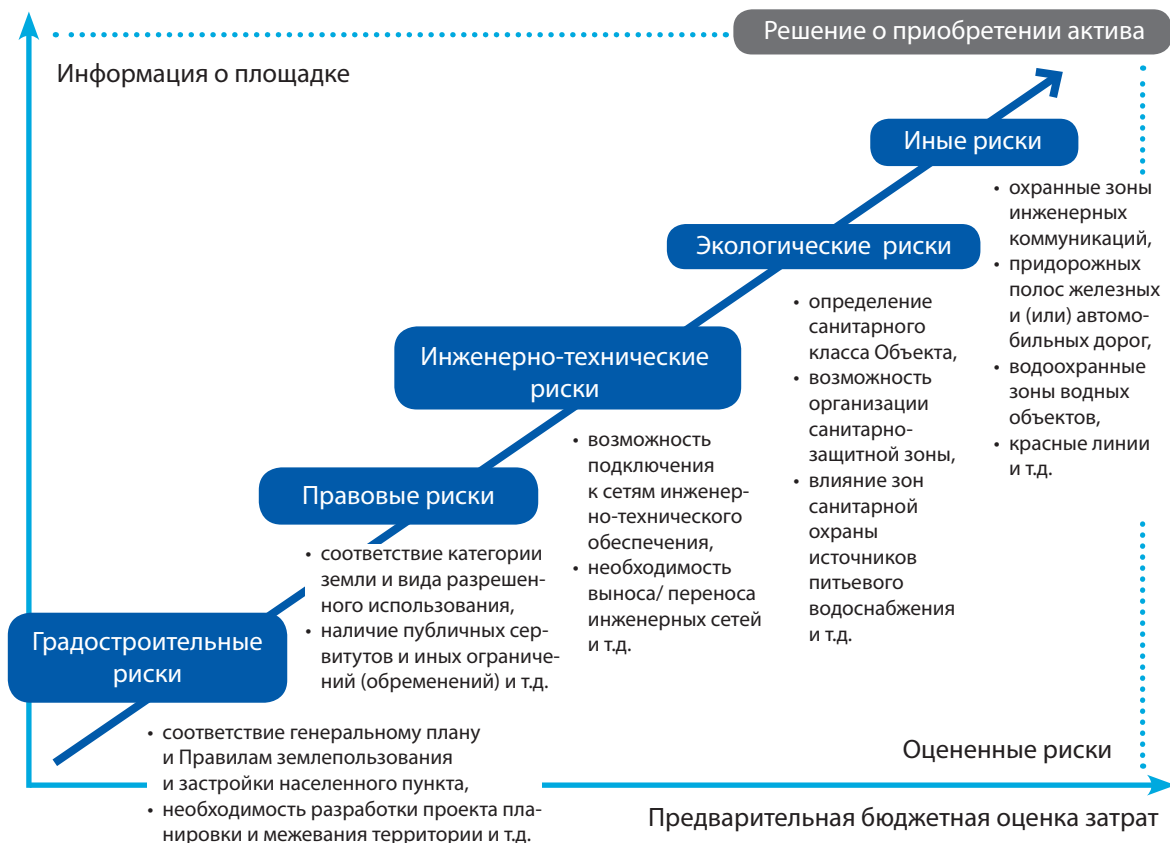 Решение о приобретении актива
Информация о площадке
Иные риски
• охранные зоны
инженерных
коммуникаций,
• придорожных
полос железных
и (или) автомо-
бильных дорог,
• водоохранные
зоны водных
объектов,
• красные линии
и т.д.
Экологические риски
• определение
санитарного
класса Объекта,
• возможность
организации
санитарно-
защитной зоны,
• влияние зон
санитарной
охраны
источников
питьевого
водоснабжения
и т.д.
Инженерно-технические
риски
• возможность
подключения
к сетям инженер-
но-технического
обеспечения,
• необходимость
выноса/ переноса
инженерных сетей
и т.д.
Правовые риски
• соответствие категории
земли и вида разрешен-
ного использования,
• наличие публичных сер-
витутов и иных ограниче-
ний (обременений) и т.д.
Градостроительные
риски
• соответствие генеральному плану
и Правилам землепользования
и застройки населенного пункта,
• необходимость разработки проекта пла-
нировки и межевания территории и т.д.
Оцененные риски
Предварительная бюджетная оценка затрат